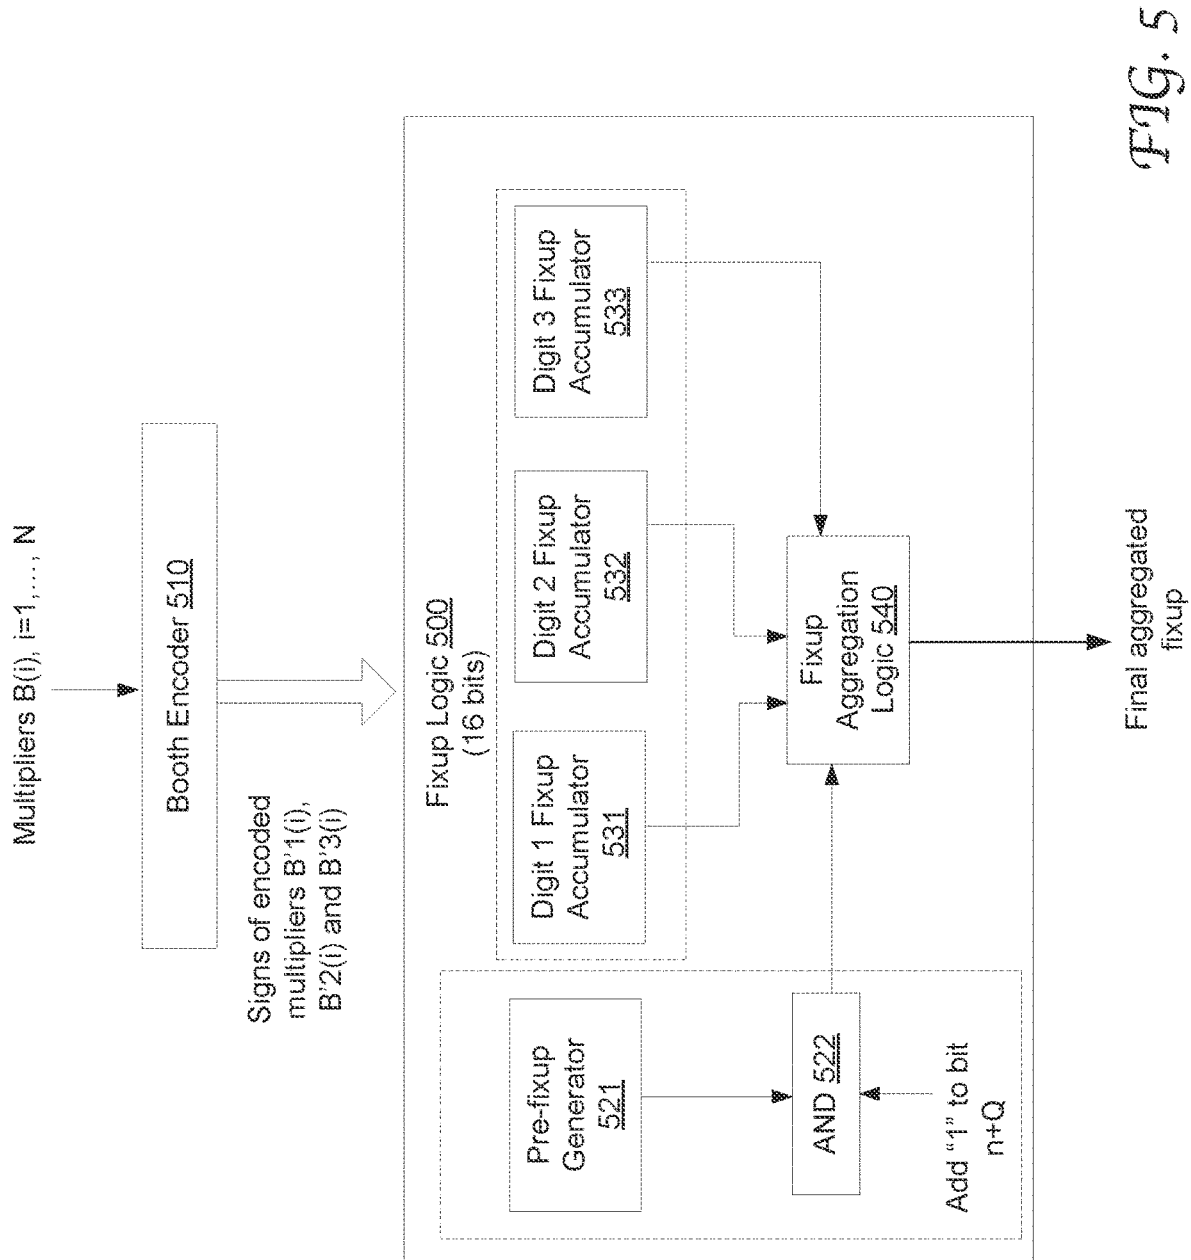 Multipliers B(i), i=1,…, N
Booth Encoder 510
Signs of encoded
multipliers B'1(i),
B'2(i) and B'3(i)
Fixup Logic 500
(16 bits)
Pre-fixup
Generator
521
Digit 1 Fixup
Accumulator
531
Digit 2 Fixup
Accumulator
532
Digit 3 Fixup
Accumulator
533
AND 522
Add "1" to bit
n+Q
Fixup
Aggregation
Logic 540
Final aggregated
fixup
FIG. 5